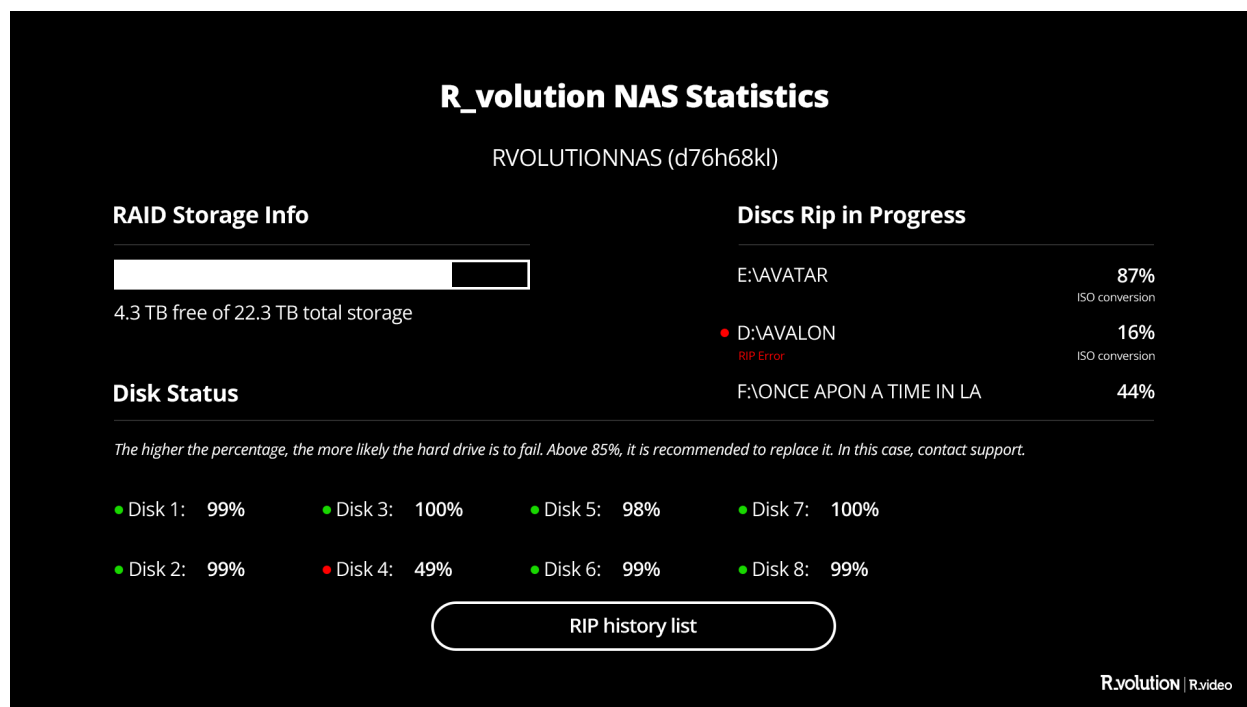 R_volution NAS Statistics
RVOLUTIONNAS (d76h68kl)
RAID Storage Info
4.3 TB free of 22.3 TB total storage
Discs Rip in Progress
E:\AVATAR 87%
ISO conversion
D:\AVALON 16%
RIP Error ISO conversion
F:\ONCE APON A TIME IN LA 44%
Disk Status
The higher the percentage, the more likely the hard drive is to fail. Above 85%, it is recommended to replace it. In this case, contact support.
Disk 1: 99% Disk 3: 100% Disk 5: 98% Disk 7: 100%
Disk 2: 99% Disk 4: 49% Disk 6: 99% Disk 8: 99%
RIP history list
R_volution | R.video